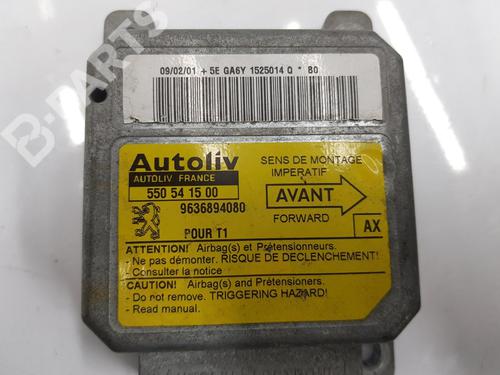 09/02/01 + 5E GA6Y 1525014 Q * B0
B-PARTS
Autoliv
AUTOLIV FRANCE
550 54 15 00
9636894080
POUR T1
SENS DE MONTAGE
IMPERATIF
AVANT
FORWARD
AX
ATTENTION! Airbag(s) et Prétensionneurs.
- Ne pas démonter. RISQUE DE DECLENCHEMENT!
- Consulter la notice
CAUTION! Airbag(s) and Prétensioners.
- Do not remove. TRIGGERING HAZARD!
- Read manual.